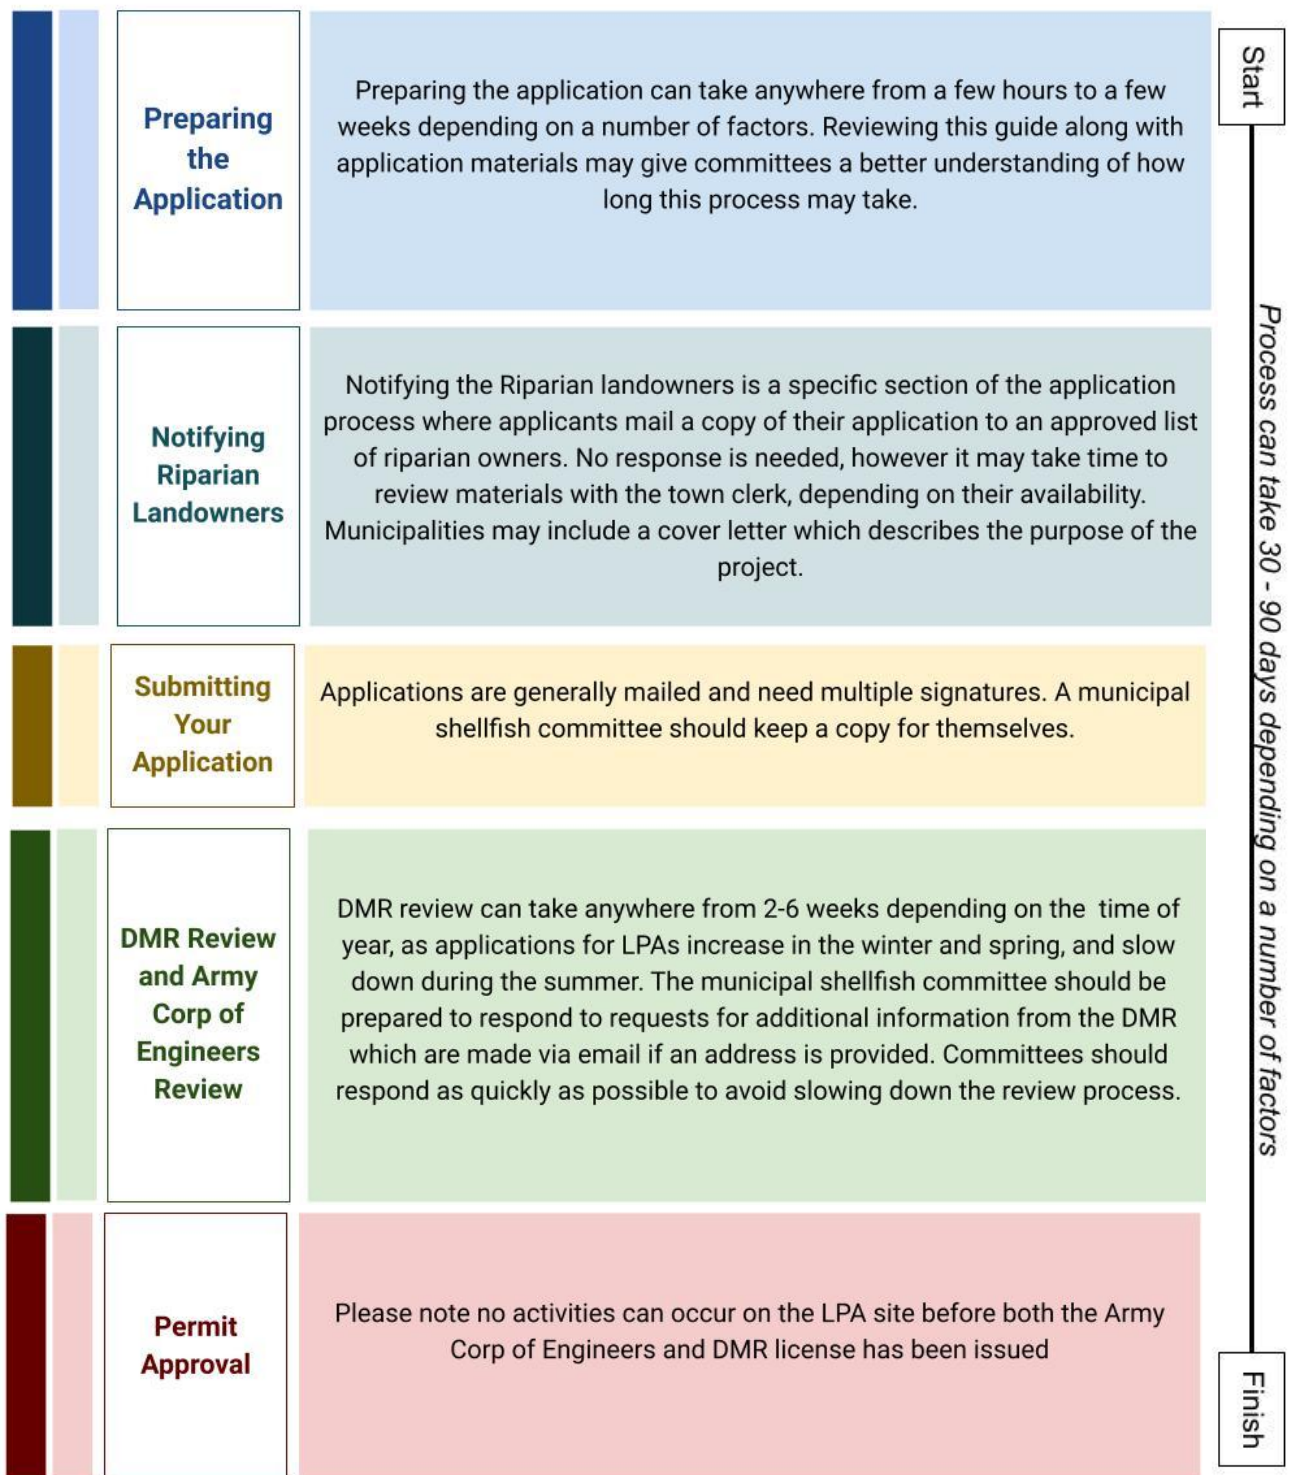 Start
Preparing
the
Application
Preparing the application can take anywhere from a few hours to a few
weeks depending on a number of factors. Reviewing this guide along with
application materials may give committees a better understanding of how
long this process may take.
Notifying
Riparian
Landowners
Notifying the Riparian landowners is a specific section of the application
process where applicants mail a copy of their application to an approved list
of riparian owners. No response is needed, however it may take time to
review materials with the town clerk, depending on their availability.
Municipalities may include a cover letter which describes the purpose of the
project.
Submitting
Your
Application
Applications are generally mailed and need multiple signatures. A municipal
shellfish committee should keep a copy for themselves.
DMR Review
and Army
Corp of
Engineers
Review
DMR review can take anywhere from 2-6 weeks depending on the time of
year, as applications for LPAs increase in the winter and spring, and slow
down during the summer. The municipal shellfish committee should be
prepared to respond to requests for additional information from the DMR
which are made via email if an address is provided. Committees should
respond as quickly as possible to avoid slowing down the review process.
Permit
Approval
Please note no activities can occur on the LPA site before both the Army
Corp of Engineers and DMR license has been issued
Process can take 30 - 90 days depending on a number of factors
Finish